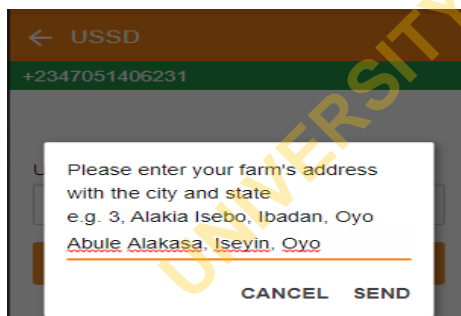 ← USSD
+2347051406231
U
Please enter your farm's address
with the city and state
e.g. 3, Alakia Isebo, Ibadan, Oyo
Abule Alakasa, Iseyin, Oyo
CANCEL SEND
UNIVERSITY